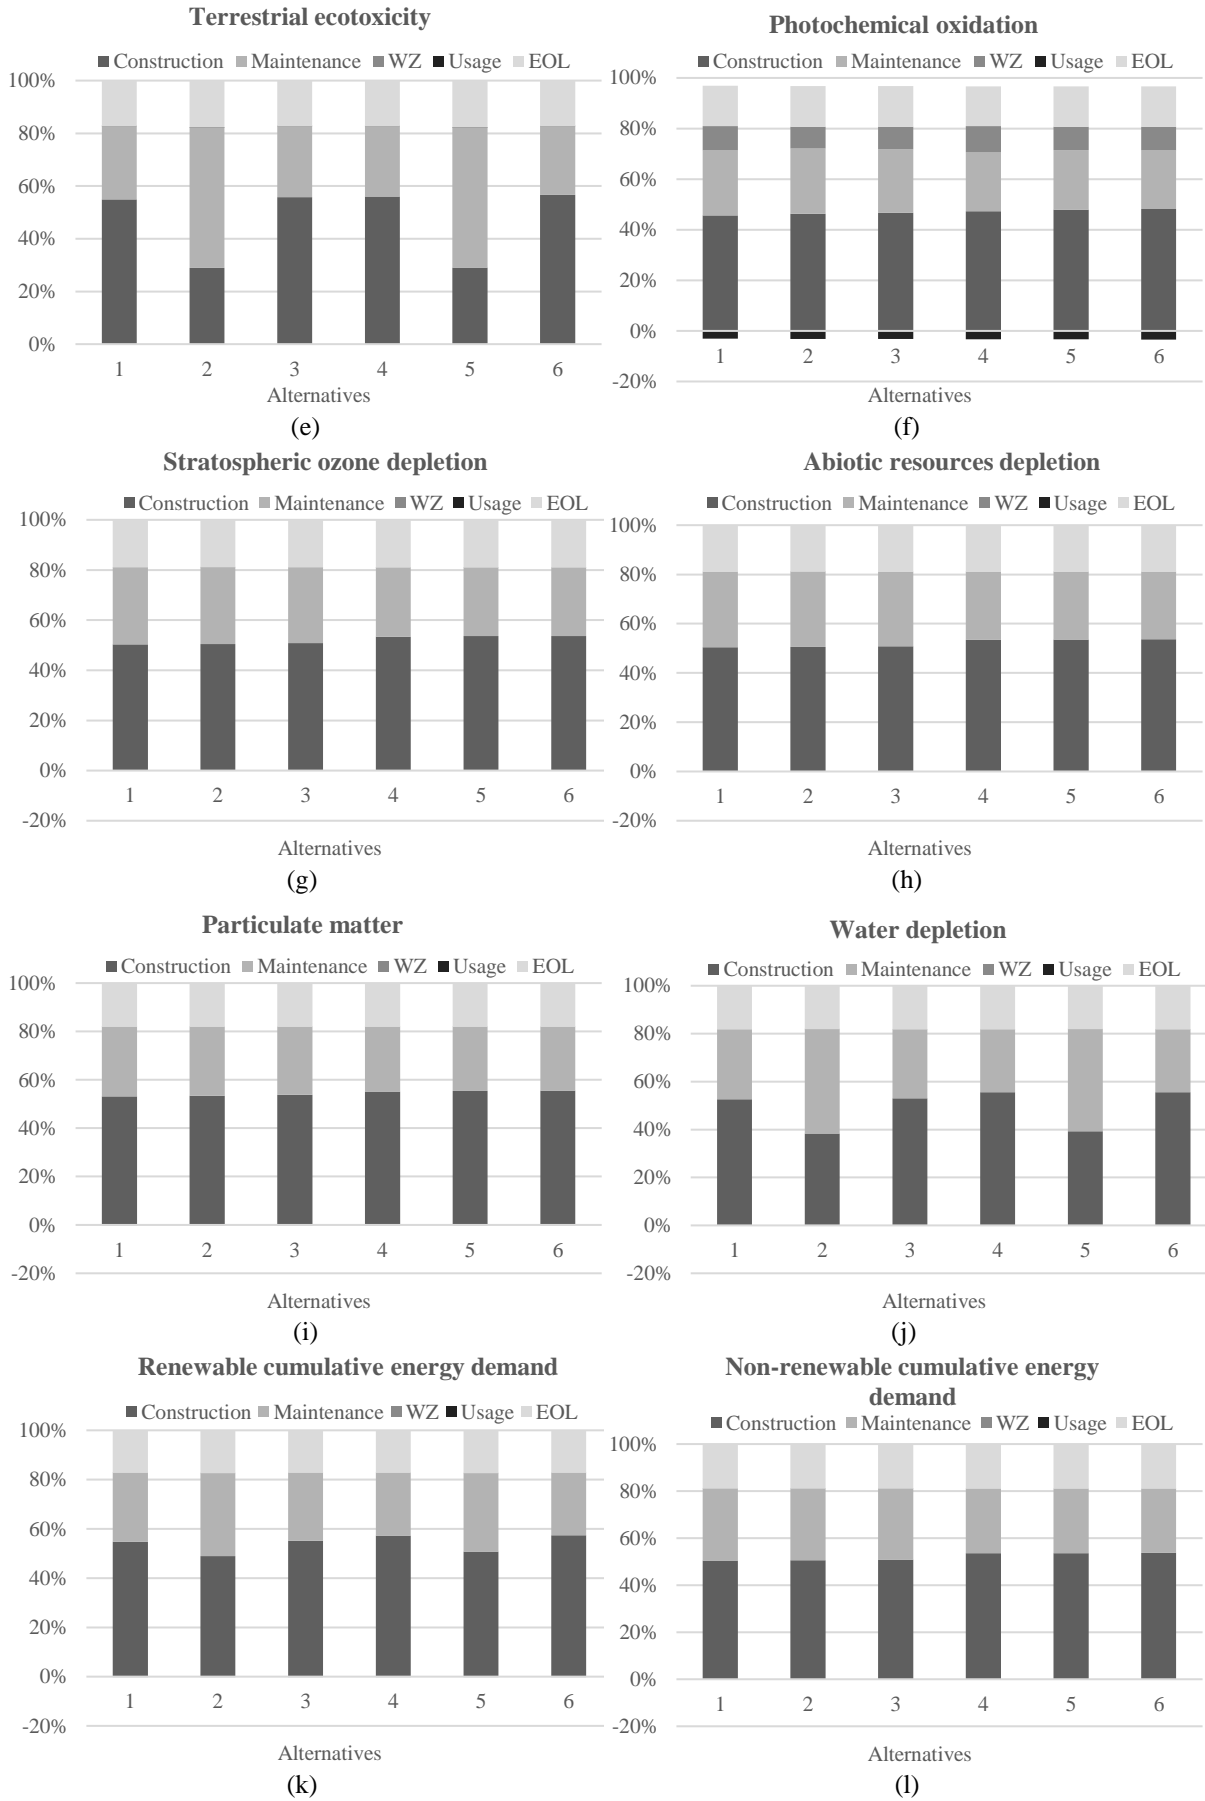 Terrestrial ecotoxicity
Construction Maintenance WZ Usage EOL
100%
80%
60%
40%
20%
0%
1 2 3 4 5 6
Alternatives
(e)
Photochemical oxidation
Construction Maintenance WZ Usage EOL
100%
80%
60%
40%
20%
0%
-20%
1 2 3 4 5 6
Alternatives
(f)
Stratospheric ozone depletion
Construction Maintenance WZ Usage EOL
100%
80%
60%
40%
20%
0%
-20%
1 2 3 4 5 6
Alternatives
(g)
Abiotic resources depletion
Construction Maintenance WZ Usage EOL
100%
80%
60%
40%
20%
0%
-20%
1 2 3 4 5 6
Alternatives
(h)
Particulate matter
Construction Maintenance WZ Usage EOL
100%
80%
60%
40%
20%
0%
-20%
1 2 3 4 5 6
Alternatives
(i)
Water depletion
Construction Maintenance WZ Usage EOL
100%
80%
60%
40%
20%
0%
-20%
1 2 3 4 5 6
Alternatives
(j)
Renewable cumulative energy demand
Construction Maintenance WZ Usage EOL
100%
80%
60%
40%
20%
0%
-20%
1 2 3 4 5 6
Alternatives
(k)
Non-renewable cumulative energy
demand
Construction Maintenance WZ Usage EOL
100%
80%
60%
40%
20%
0%
-20%
1 2 3 4 5 6
Alternatives
(l)